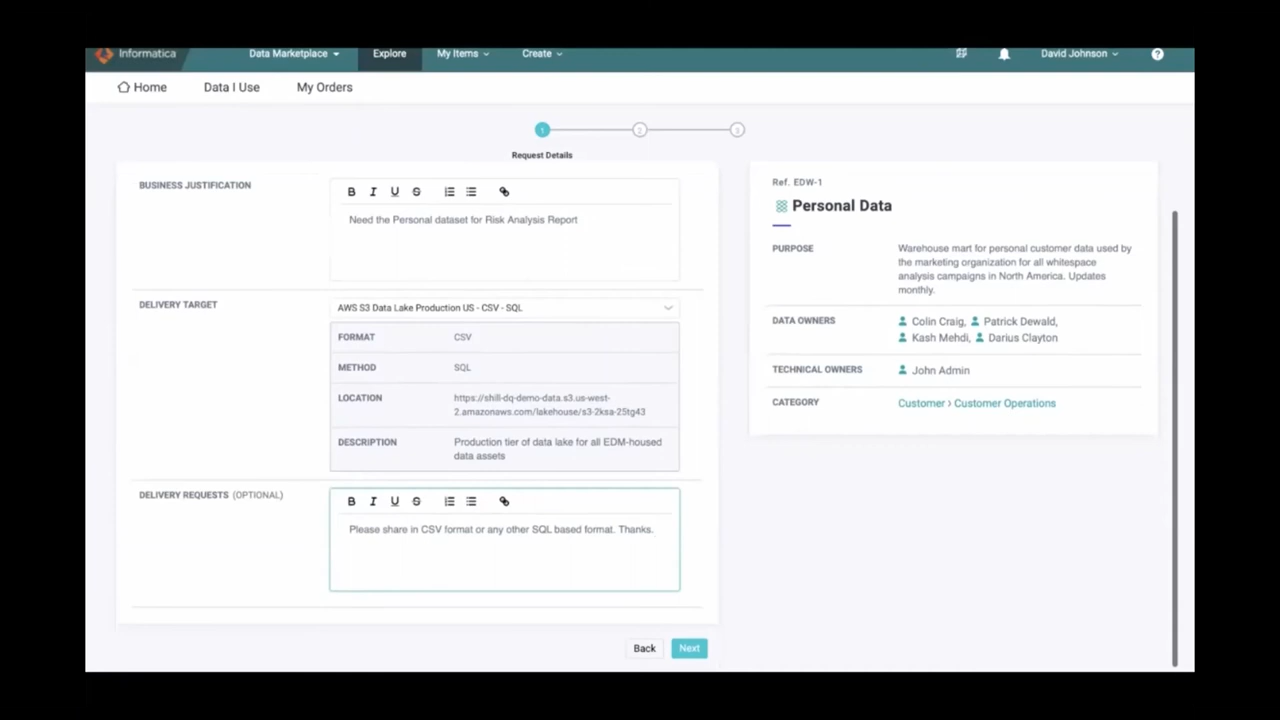 Informatica
Data Marketplace
Explore
My Items
Create
David Johnson
?
Home
Data I Use
My Orders
1
2
3
Request Details
BUSINESS JUSTIFICATION
B I U S
Need the Personal dataset for Risk Analysis Report
DELIVERY TARGET
AWS S3 Data Lake Production US - CSV - SQL
FORMAT
CSV
METHOD
SQL
LOCATION
https://shill-dq-demo-data.s3.us-west-
2.amazonaws.com/lakehouse/s3-2ksa-25tg43
DESCRIPTION
Production tier of data lake for all EDM-housed
data assets
DELIVERY REQUESTS (OPTIONAL)
B I U S
Please share in CSV format or any other SQL based format. Thanks.
Back
Next
Ref. EDW-1
Personal Data
PURPOSE
Warehouse mart for personal customer data used by
the marketing organization for all whitespace
analysis campaigns in North America. Updates
monthly.
DATA OWNERS
Colin Craig, Patrick Dewald,
Kash Mehdi, Darius Clayton
TECHNICAL OWNERS
John Admin
CATEGORY
Customer › Customer Operations